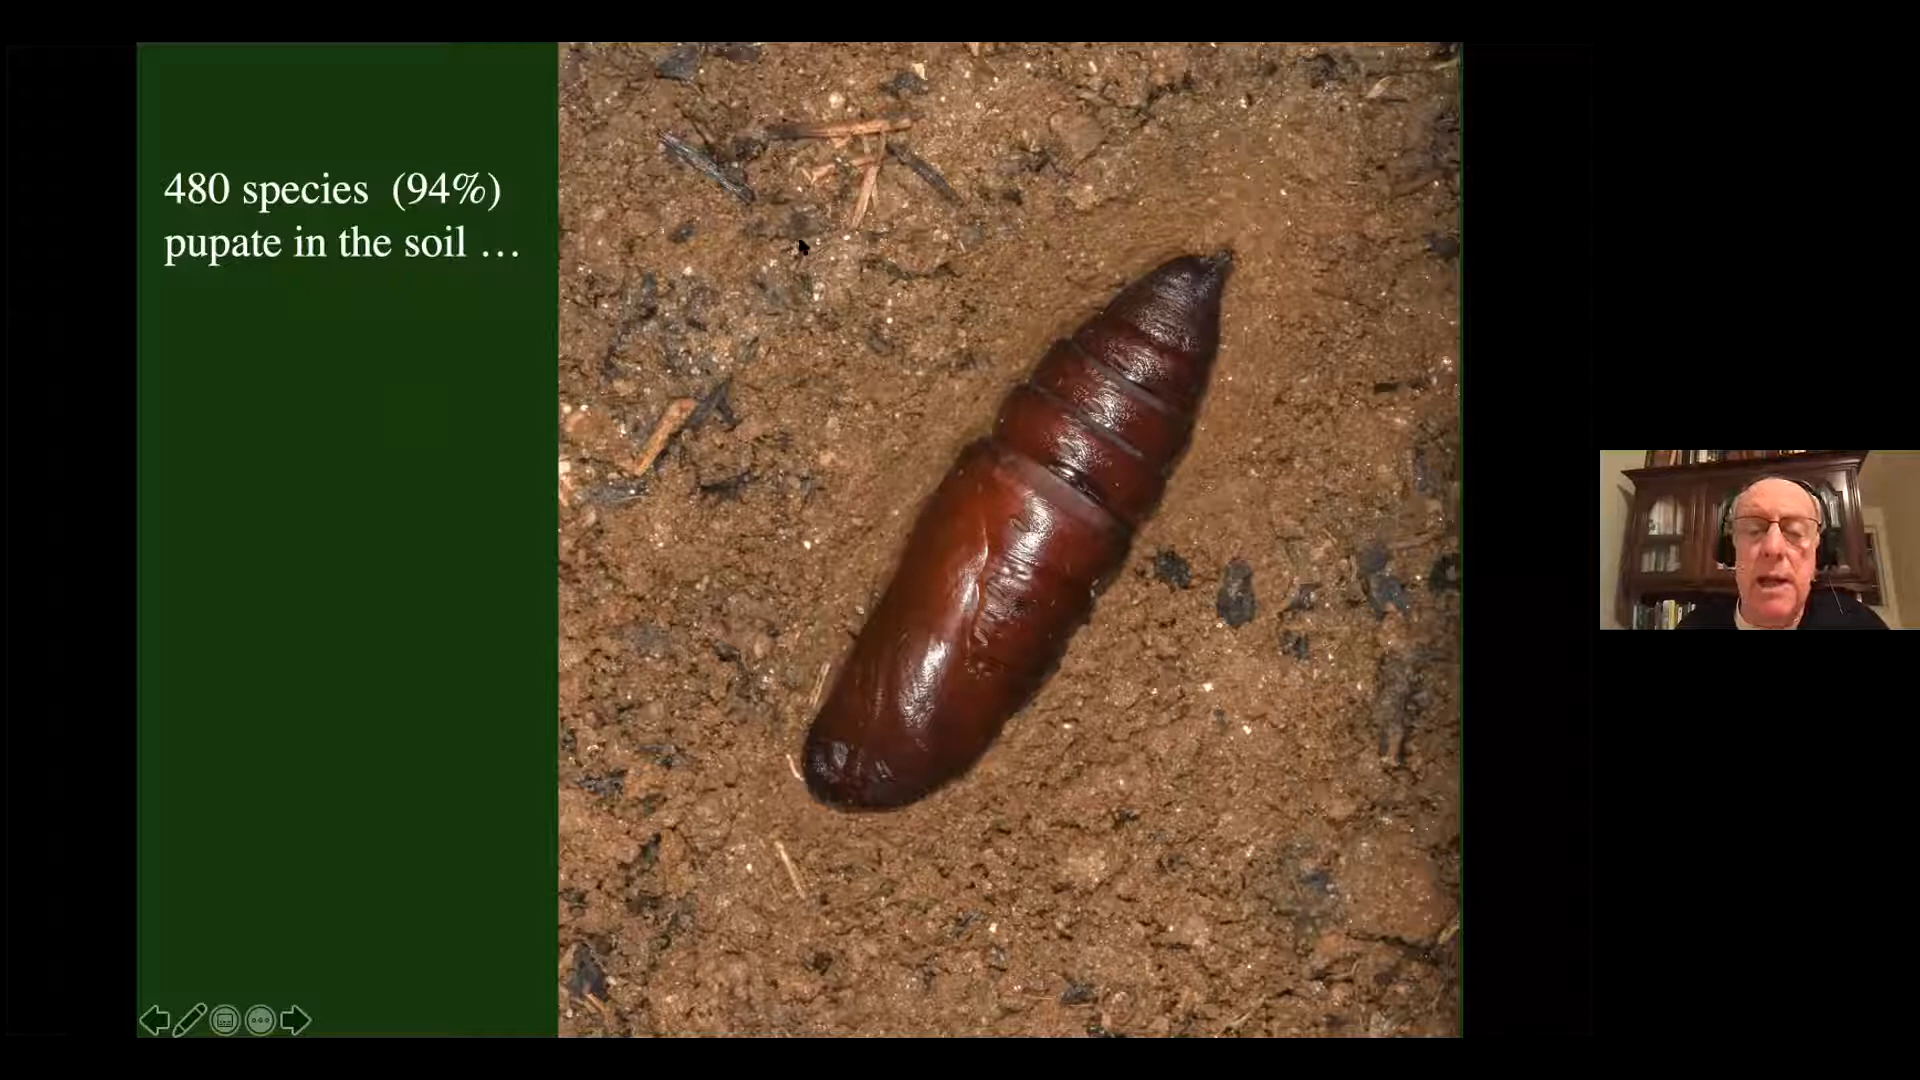 480 species (94%)
pupate in the soil …